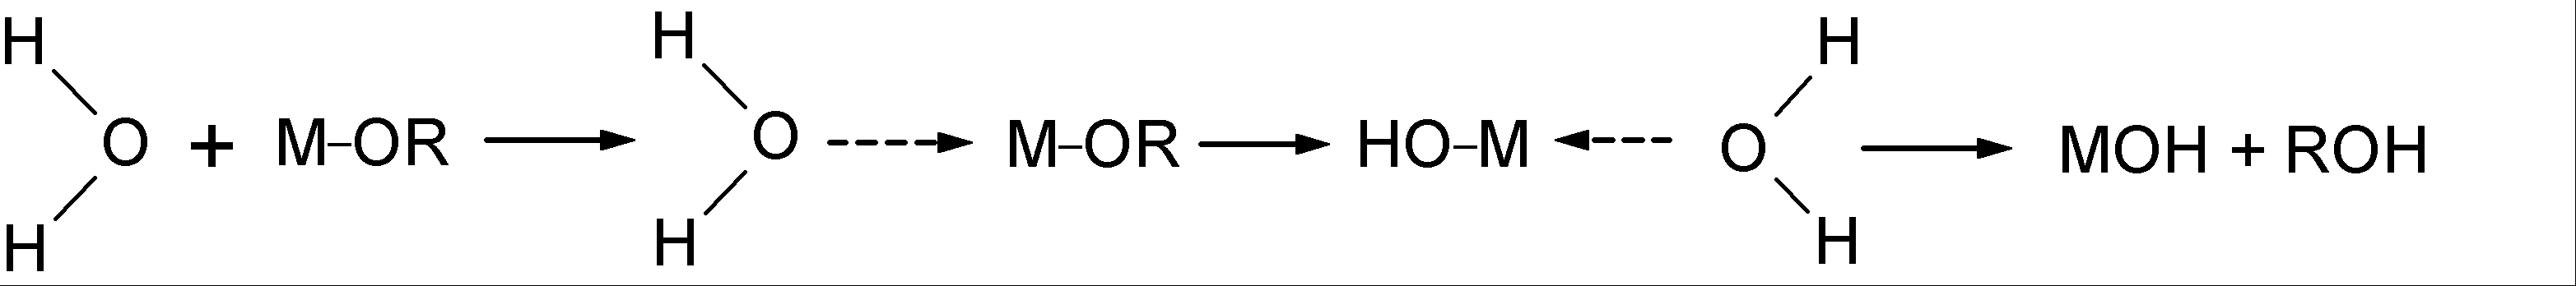 H H H
O + M–OR O M–OR HO–M O MOH + ROH
H H H